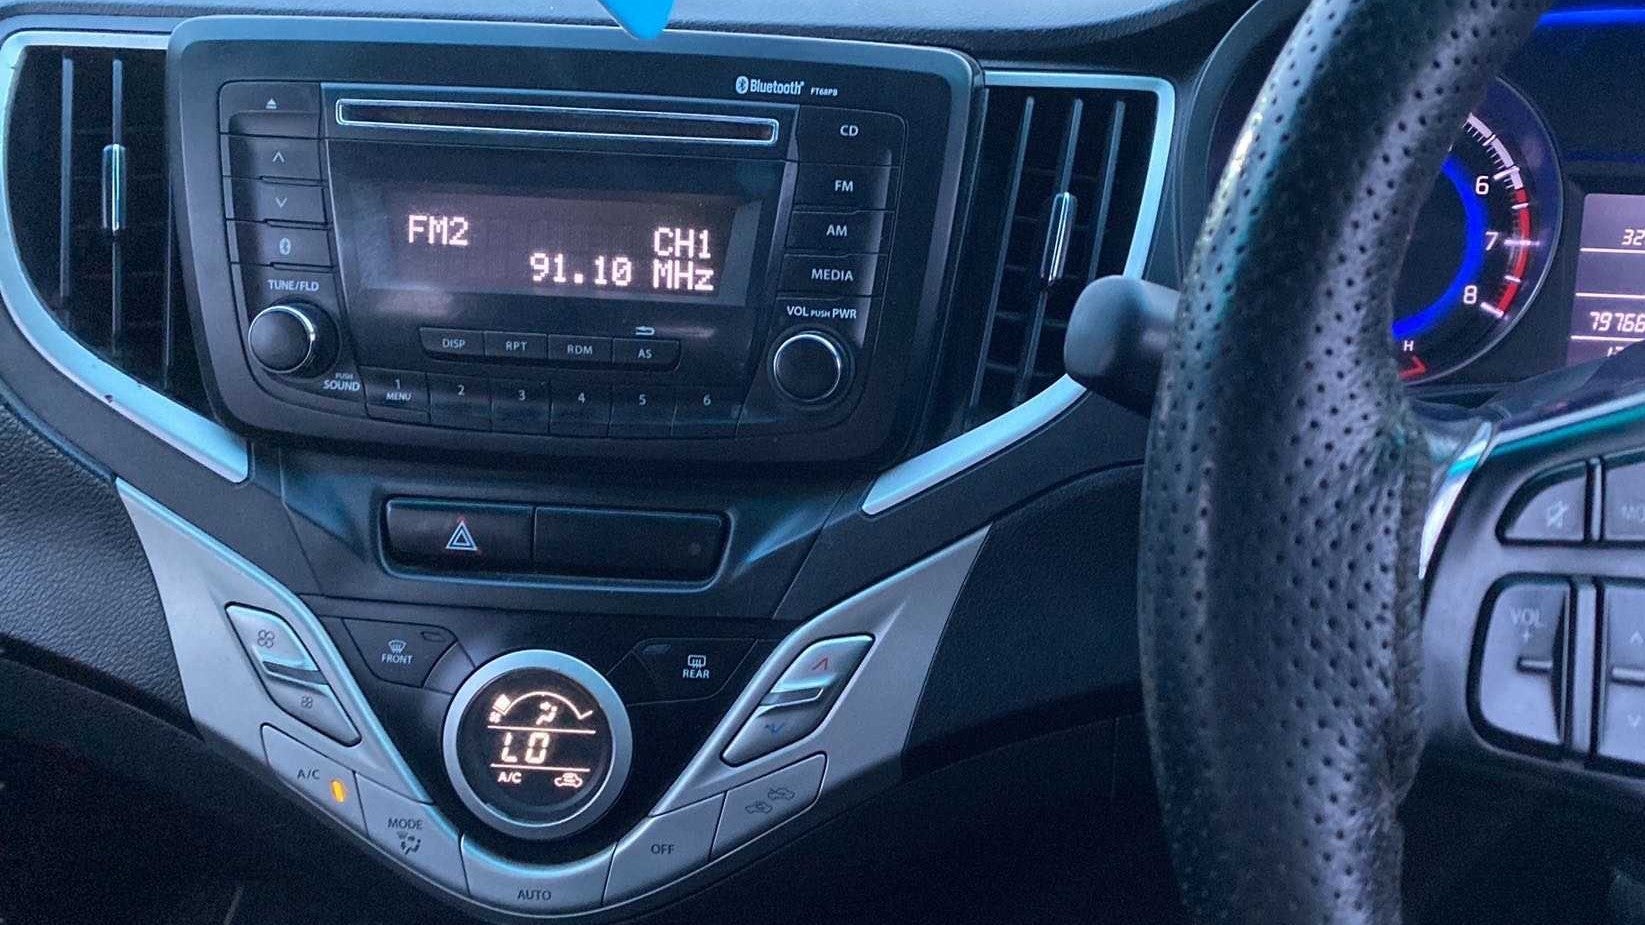 Bluetooth FT68PB
CD
FM
AM
MEDIA
VOL PUSH PWR
FM2
CH1
91.10 MHz
TUNE/FLD
PUSH
SOUND
DISP RPT RDM AS
1 2 3 4 5 6
MENU
FRONT
REAR
LO
A/C
A/C
MODE
AUTO
OFF
6
7
8
H
32
79766
VOL
+